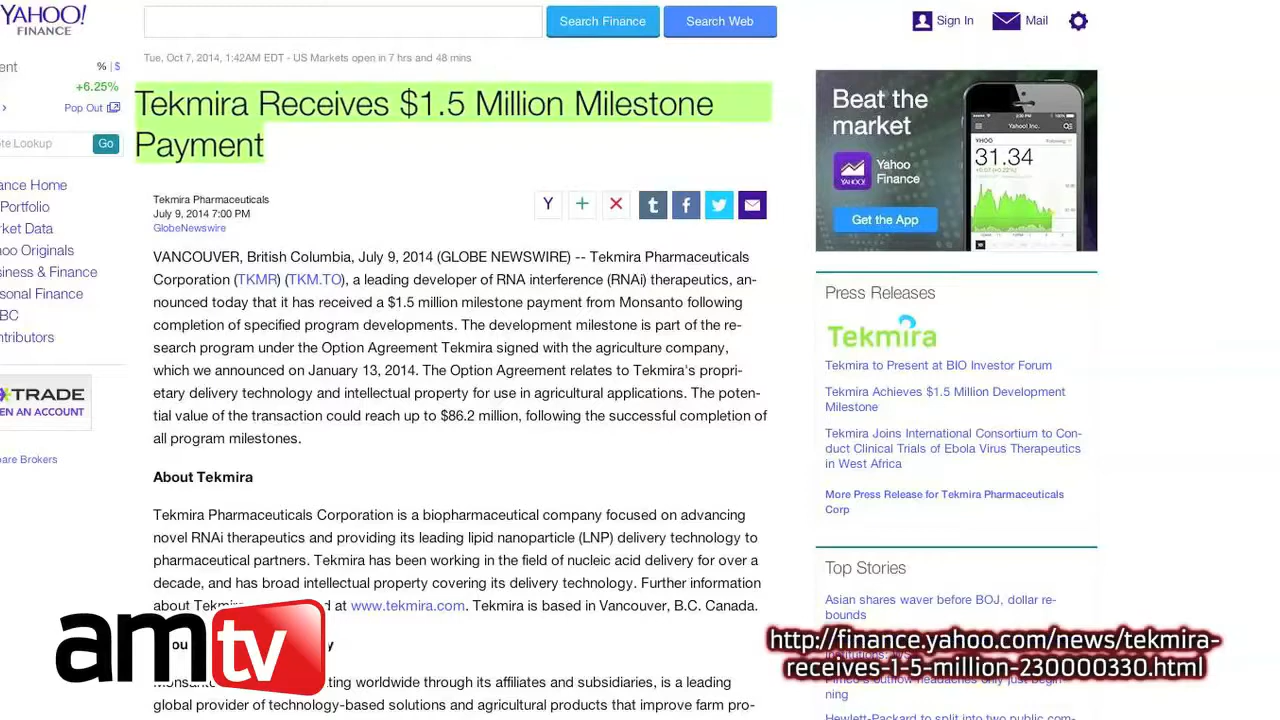 YAHOO!
FINANCE
Search Finance
Search Web
Sign In
Mail
Tue, Oct 7, 2014, 1:42AM EDT - US Markets open in 7 hrs and 48 mins
ent
% | $
+6.25%
Pop Out
ote Lookup
Go
ance Home
Portfolio
rket Data
hoo Originals
siness & Finance
rsonal Finance
BC
ntributors
TRADE
EN AN ACCOUNT
are Brokers
Tekmira Receives $1.5 Million Milestone
Payment
Tekmira Pharmaceuticals
July 9, 2014 7:00 PM
GlobeNewswire
Y
t
f
VANCOUVER, British Columbia, July 9, 2014 (GLOBE NEWSWIRE) -- Tekmira Pharmaceuticals
Corporation (TKMR) (TKM.TO), a leading developer of RNA interference (RNAi) therapeutics, an-
nounced today that it has received a $1.5 million milestone payment from Monsanto following
completion of specified program developments. The development milestone is part of the re-
search program under the Option Agreement Tekmira signed with the agriculture company,
which we announced on January 13, 2014. The Option Agreement relates to Tekmira's propri-
etary delivery technology and intellectual property for use in agricultural applications. The poten-
tial value of the transaction could reach up to $86.2 million, following the successful completion of
all program milestones.
About Tekmira
Tekmira Pharmaceuticals Corporation is a biopharmaceutical company focused on advancing
novel RNAi therapeutics and providing its leading lipid nanoparticle (LNP) delivery technology to
pharmaceutical partners. Tekmira has been working in the field of nucleic acid delivery for over a
decade, and has broad intellectual property covering its delivery technology. Further information
about Tekm d at www.tekmira.com. Tekmira is based in Vancouver, B.C. Canada.
ting worldwide through its affiliates and subsidiaries, is a leading
global provider of technology-based solutions and agricultural products that improve farm pro-
amtv
Beat the
market
YAHOO!
Yahoo
Finance
Get the App
Yahoo! Inc.
YHOO
31.34
Press Releases
Tekmira
Tekmira to Present at BIO Investor Forum
Tekmira Achieves $1.5 Million Development
Milestone
Tekmira Joins International Consortium to Con-
duct Clinical Trials of Ebola Virus Therapeutics
in West Africa
More Press Release for Tekmira Pharmaceuticals
Corp
Top Stories
Asian shares waver before BOJ, dollar re-
bounds
http://finance.yahoo.com/news/tekmira-
receives-1-5-million-230000330.html
outflow headaches only just begin-
ning
Hewlett-Packard to split into two public com-